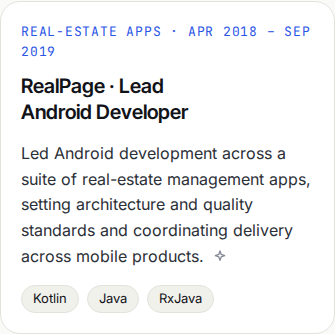 REAL-ESTATE APPS · APR 2018 – SEP
2019
RealPage · Lead
Android Developer
Led Android development across a
suite of real-estate management apps,
setting architecture and quality
standards and coordinating delivery
across mobile products.
Kotlin Java RxJava